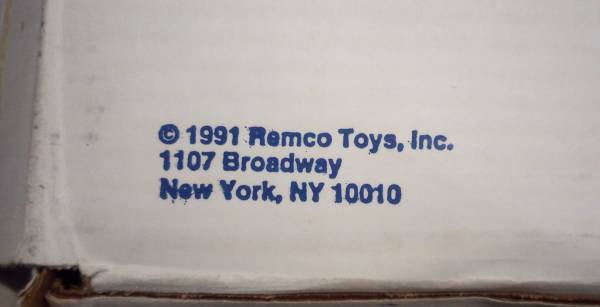 © 1991 Remco Toys, Inc.
1107 Broadway
New York, NY 10010